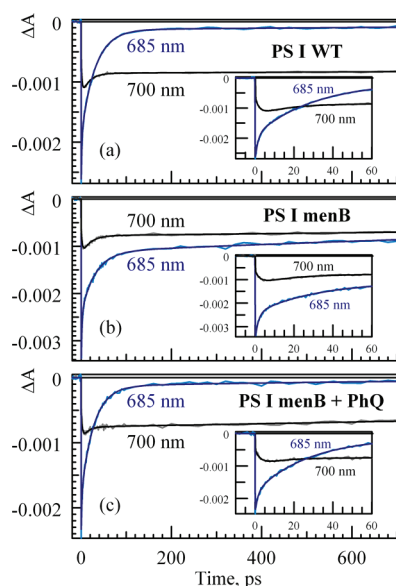 ΔA
0
-0.001
-0.002
685 nm
700 nm
PS I WT
(a)
0
-0.001
-0.002
685 nm
700 nm
0 20 40 60
ΔA
0
-0.001
-0.002
-0.003
700 nm
685 nm
PS I menB
(b)
0
-0.001
-0.002
-0.003
700 nm
685 nm
0 20 40 60
ΔA
0
-0.001
-0.002
685 nm
700 nm
PS I menB + PhQ
(c)
0
-0.001
-0.002
685 nm
700 nm
0 20 40 60
0 200 400 600
Time, ps